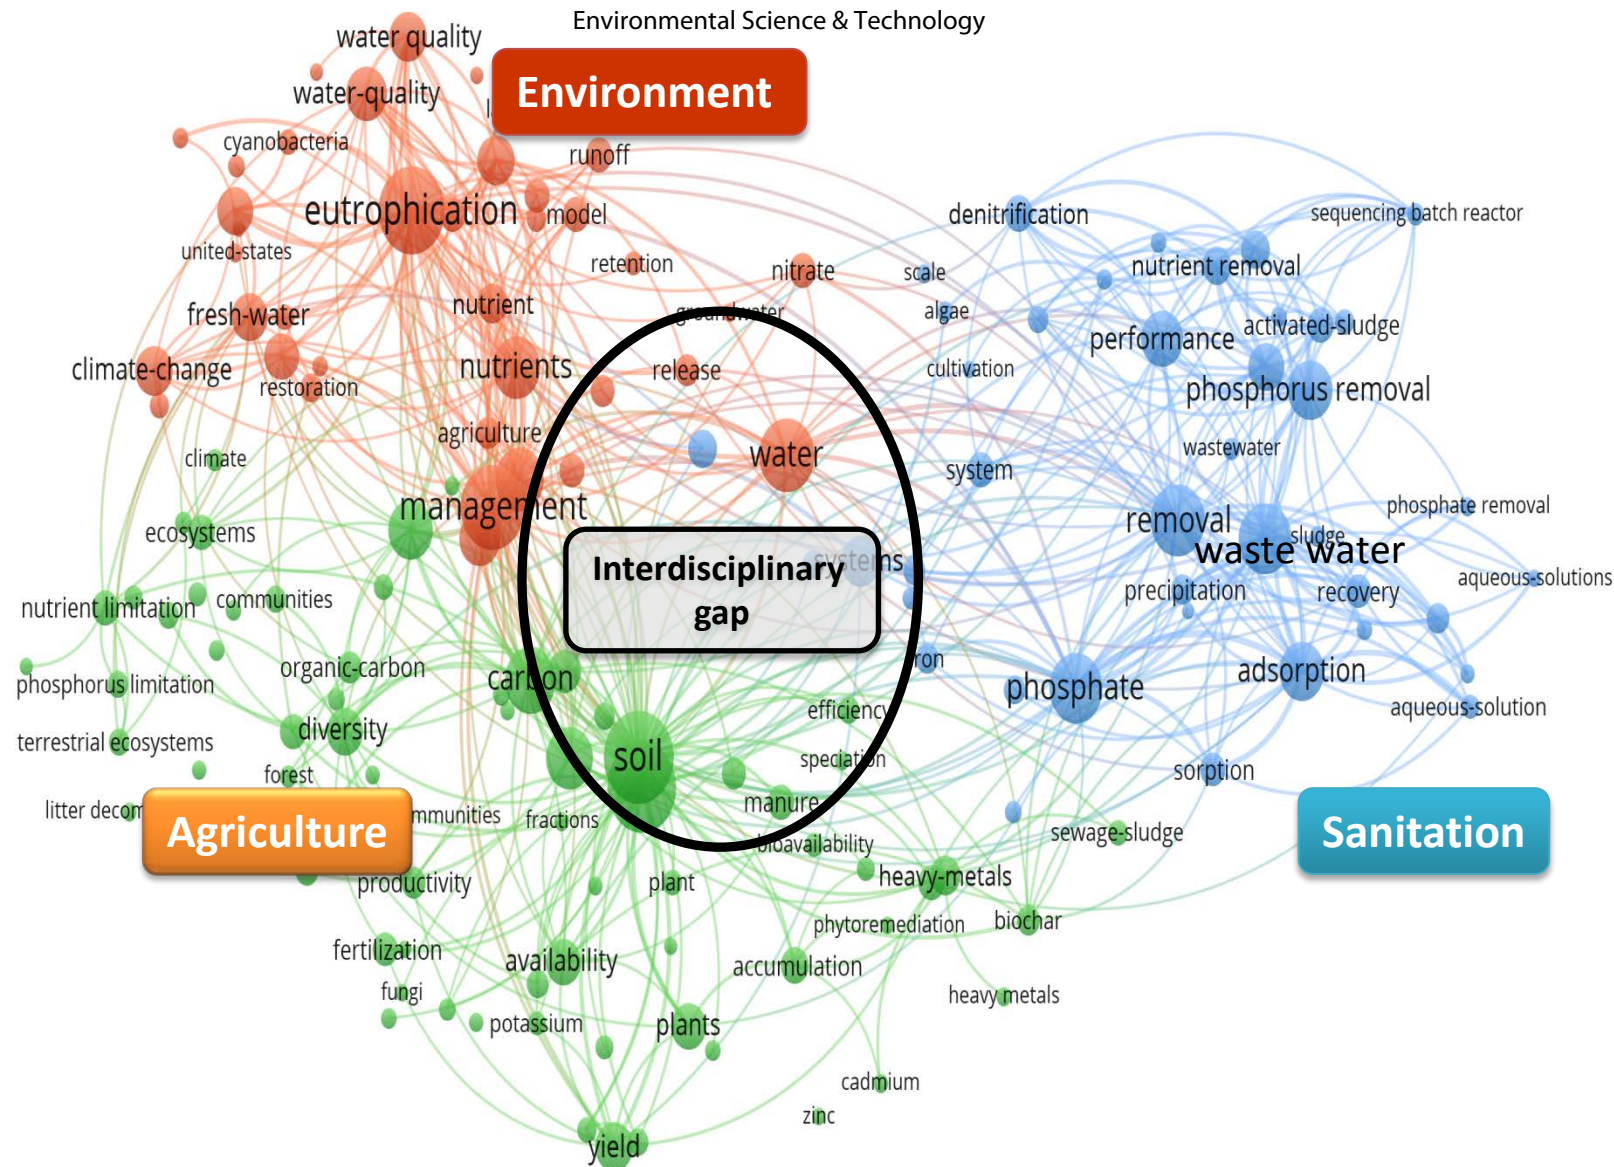 Environmental Science & Technology
water quality
Environment
water-quality
cyanobacteria
runoff
eutrophication
model
denitrification
sequencing batch reactor
united-states
retention
nitrate
scale
nutrient removal
nutrient
fresh-water
groundwater
algae
activated-sludge
performance
climate-change
nutrients
release
cultivation
restoration
phosphorus removal
agriculture
water
wastewater
climate
system
management
removal
phosphate removal
ecosystems
sludge
waste water
systems
Interdisciplinary
gap
aqueous-solutions
precipitation
recovery
nutrient limitation
communities
organic-carbon
carbon
adsorption
phosphorus limitation
phosphate
efficiency
aqueous-solution
diversity
terrestrial ecosystems
soil
speciation
forest
sorption
manure
fractions
Agriculture
sewage-sludge
Sanitation
bioavailability
productivity
plant
heavy-metals
phytoremediation
biochar
fertilization
availability
accumulation
fungi
heavy metals
potassium
plants
cadmium
zinc
yield